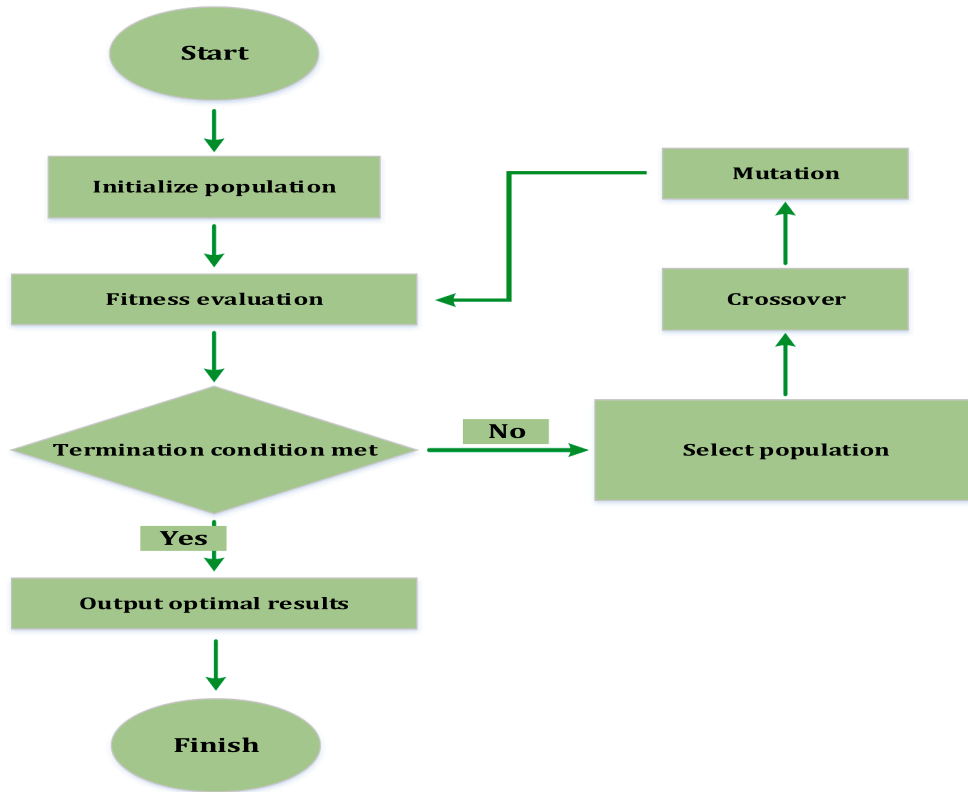 Start
Initialize population
Fitness evaluation
Termination condition met
No
Yes
Output optimal results
Finish
Mutation
Crossover
Select population